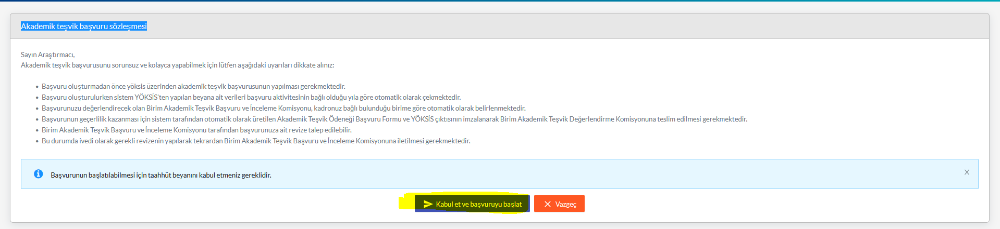 Akademik teşvik başvuru sözleşmesi
Sayın Araştırmacı,
Akademik teşvik başvurusunu sorunsuz ve kolayca yapabilmek için lütfen aşağıdaki uyarıları dikkate alınız:
• Başvuru oluşturmadan önce yöksis üzerinden akademik teşvik başvurusunun yapılması gerekmektedir.
• Başvuru oluşturulurken sistem YÖKSİS'ten yapılan beyana ait verileri başvuru aktivitesinin bağlı olduğu yıla göre otomatik olarak çekmektedir.
• Başvurunuzu değerlendirecek olan Birim Akademik Teşvik Başvuru ve İnceleme Komisyonu, kadronuz bağlı bulunduğu birime göre otomatik olarak belirlenmektedir.
• Başvurunun geçerlilik kazanması için sistem tarafından otomatik olarak üretilen Akademik Teşvik Ödeneği Başvuru Formu ve YÖKSİS çıktısının imzalanarak Birim Akademik Teşvik Değerlendirme Komisyonuna teslim edilmesi gerekmektedir.
• Birim Akademik Teşvik Başvuru ve İnceleme Komisyonu tarafından başvurunuza ait revize talep edilebilir.
• Bu durumda ivedi olarak gerekli revizenin yapılarak tekrardan Birim Akademik Teşvik Başvuru ve İnceleme Komisyonuna iletilmesi gerekmektedir.
Başvurunun başlatılabilmesi için taahhüt beyanını kabul etmeniz gereklidir.
Kabul et ve başvuruyu başlat
Vazgeç